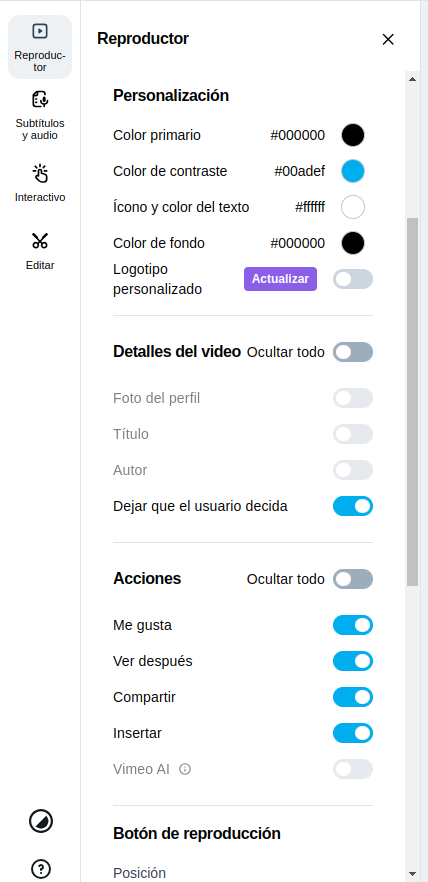 Reproduc-
tor
Subtítulos
y audio
Interactivo
Editar
Reproductor
Personalización
Color primario #000000
Color de contraste #00adef
Ícono y color del texto #ffffff
Color de fondo #000000
Logotipo
personalizado
Actualizar
Detalles del video Ocultar todo
Foto del perfil
Título
Autor
Dejar que el usuario decida
Acciones Ocultar todo
Me gusta
Ver después
Compartir
Insertar
Vimeo AI
Botón de reproducción
Posición